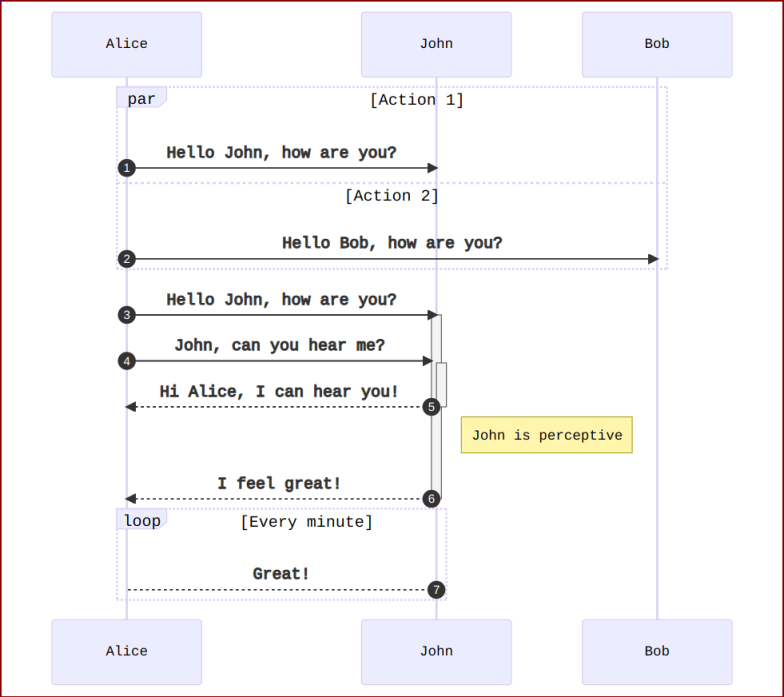 Alice
John
Bob
par
[Action 1]
Hello John, how are you?
1
[Action 2]
Hello Bob, how are you?
2
Hello John, how are you?
3
John, can you hear me?
4
Hi Alice, I can hear you!
5
John is perceptive
I feel great!
6
loop
[Every minute]
Great!
7
Alice
John
Bob